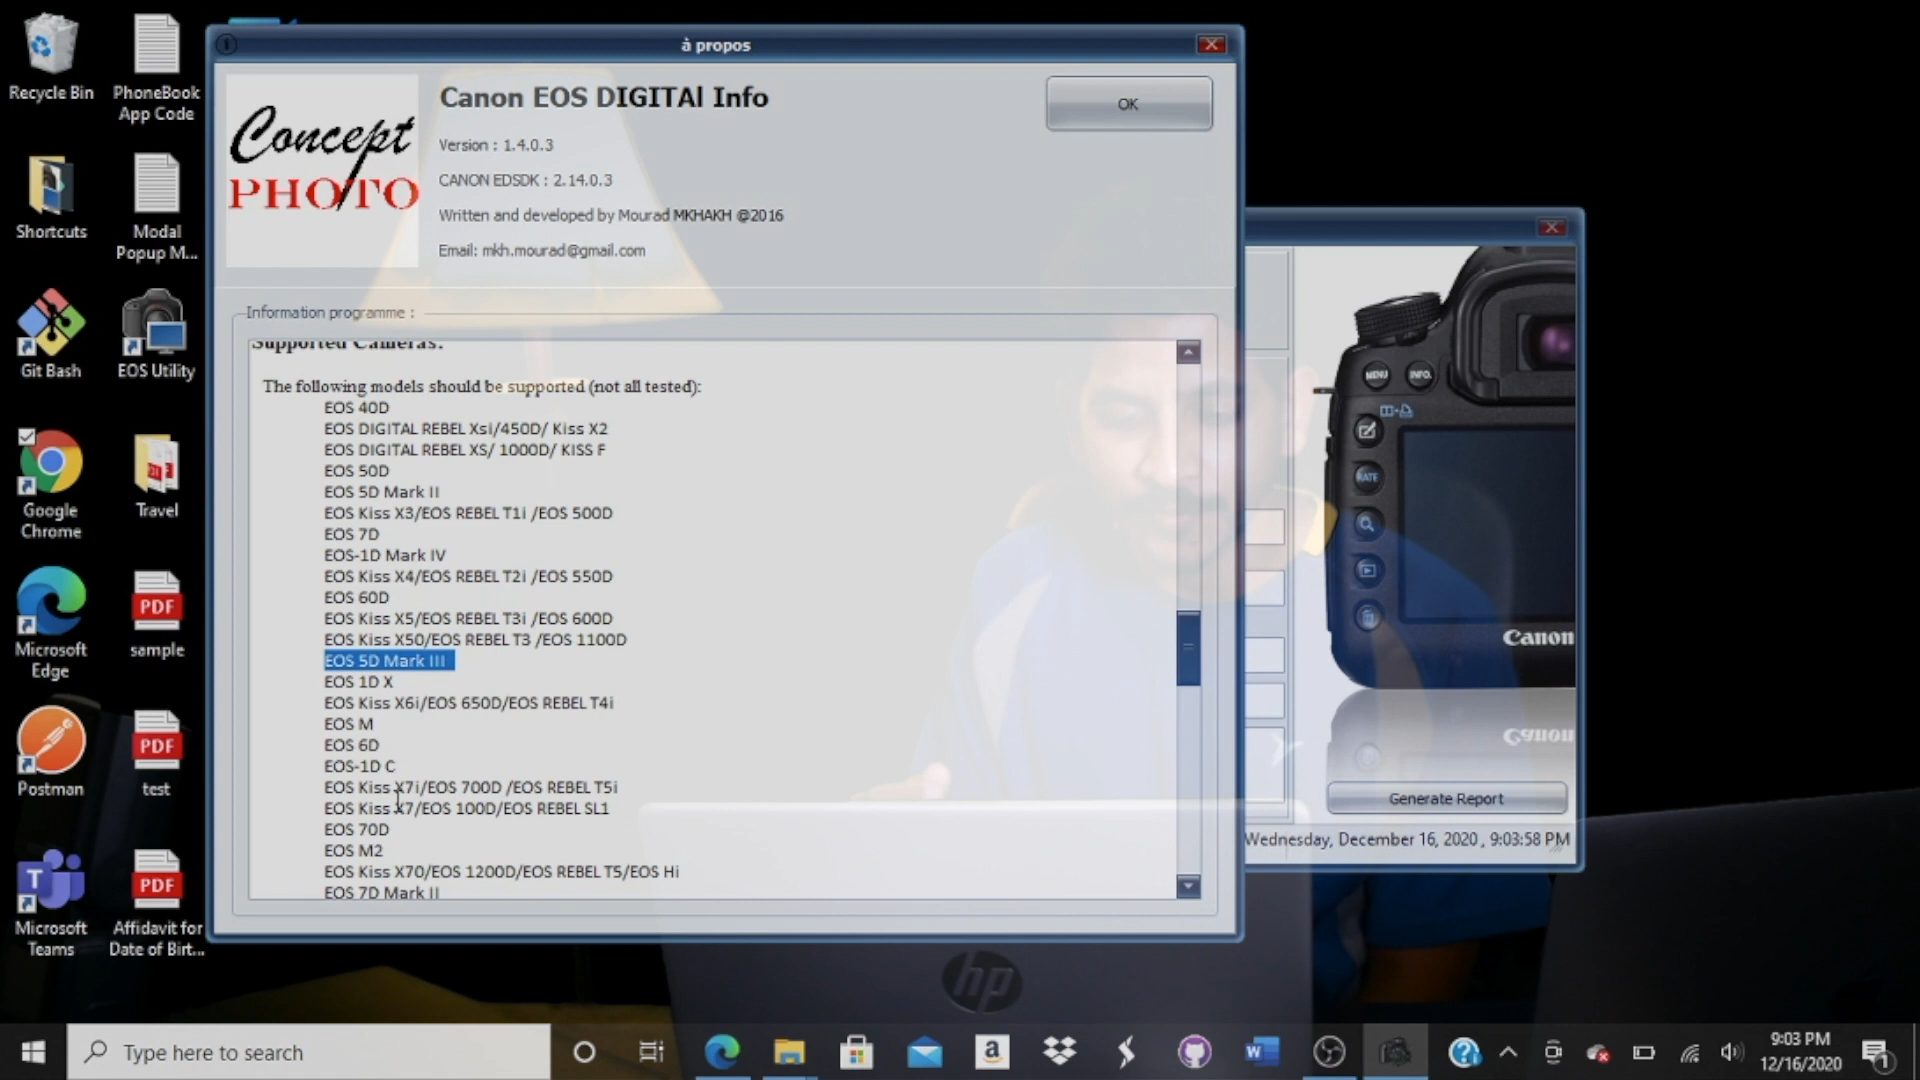 Recycle Bin
PhoneBook
App Code
Shortcuts
Modal
Popup M...
Git Bash
EOS Utility
Google
Chrome
Travel
Microsoft
Edge
PDF
sample
Postman
PDF
test
Microsoft
Teams
PDF
Affidavit for
Date of Birt...
à propos
Concept
PHOTO
Canon EOS DIGITAl Info
OK
Version : 1.4.0.3
CANON EDSDK : 2.14.0.3
Written and developed by Mourad MKHAKH @2016
Email: mkh.mourad@gmail.com
Information programme :
Supported Cameras:
The following models should be supported (not all tested):
EOS 40D
EOS DIGITAL REBEL Xsi/450D/ Kiss X2
EOS DIGITAL REBEL XS/ 1000D/ KISS F
EOS 50D
EOS 5D Mark II
EOS Kiss X3/EOS REBEL T1i /EOS 500D
EOS 7D
EOS-1D Mark IV
EOS Kiss X4/EOS REBEL T2i /EOS 550D
EOS 60D
EOS Kiss X5/EOS REBEL T3i /EOS 600D
EOS Kiss X50/EOS REBEL T3 /EOS 1100D
EOS 5D Mark III
EOS 1D X
EOS Kiss X6i/EOS 650D/EOS REBEL T4i
EOS M
EOS 6D
EOS-1D C
EOS Kiss X7i/EOS 700D /EOS REBEL T5i
EOS Kiss X7/EOS 100D/EOS REBEL SL1
EOS 70D
EOS M2
EOS Kiss X70/EOS 1200D/EOS REBEL T5/EOS Hi
EOS 7D Mark II
MENU
INFO.
RATE
Canon
Canon
Generate Report
Wednesday, December 16, 2020 , 9:03:58 PM
hp
Type here to search
9:03 PM
12/16/2020
1